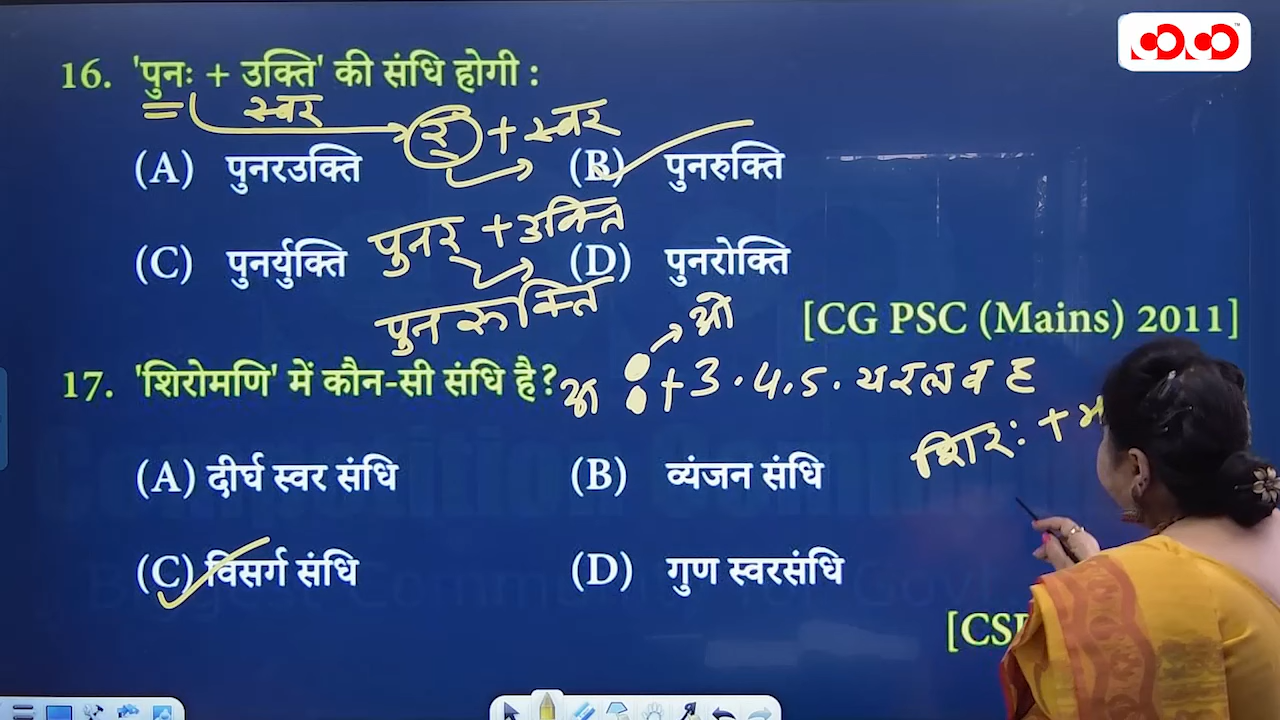 16. 'पुनः + उक्ति' की संधि होगी :
स्वर र् + स्वर
(A) पुनरउक्ति (B) पुनरुक्ति
पुनर् + उक्ति
(C) पुनर्युक्ति (D) पुनरोक्ति
पुनरुक्ति
ओ
[CG PSC (Mains) 2011]
17. 'शिरोमणि' में कौन-सी संधि है?
अ : + 3 . 4 . 5 . य र ल व ह
शिर: +
(A) दीर्घ स्वर संधि (B) व्यंजन संधि
(C) विसर्ग संधि (D) गुण स्वरसंधि